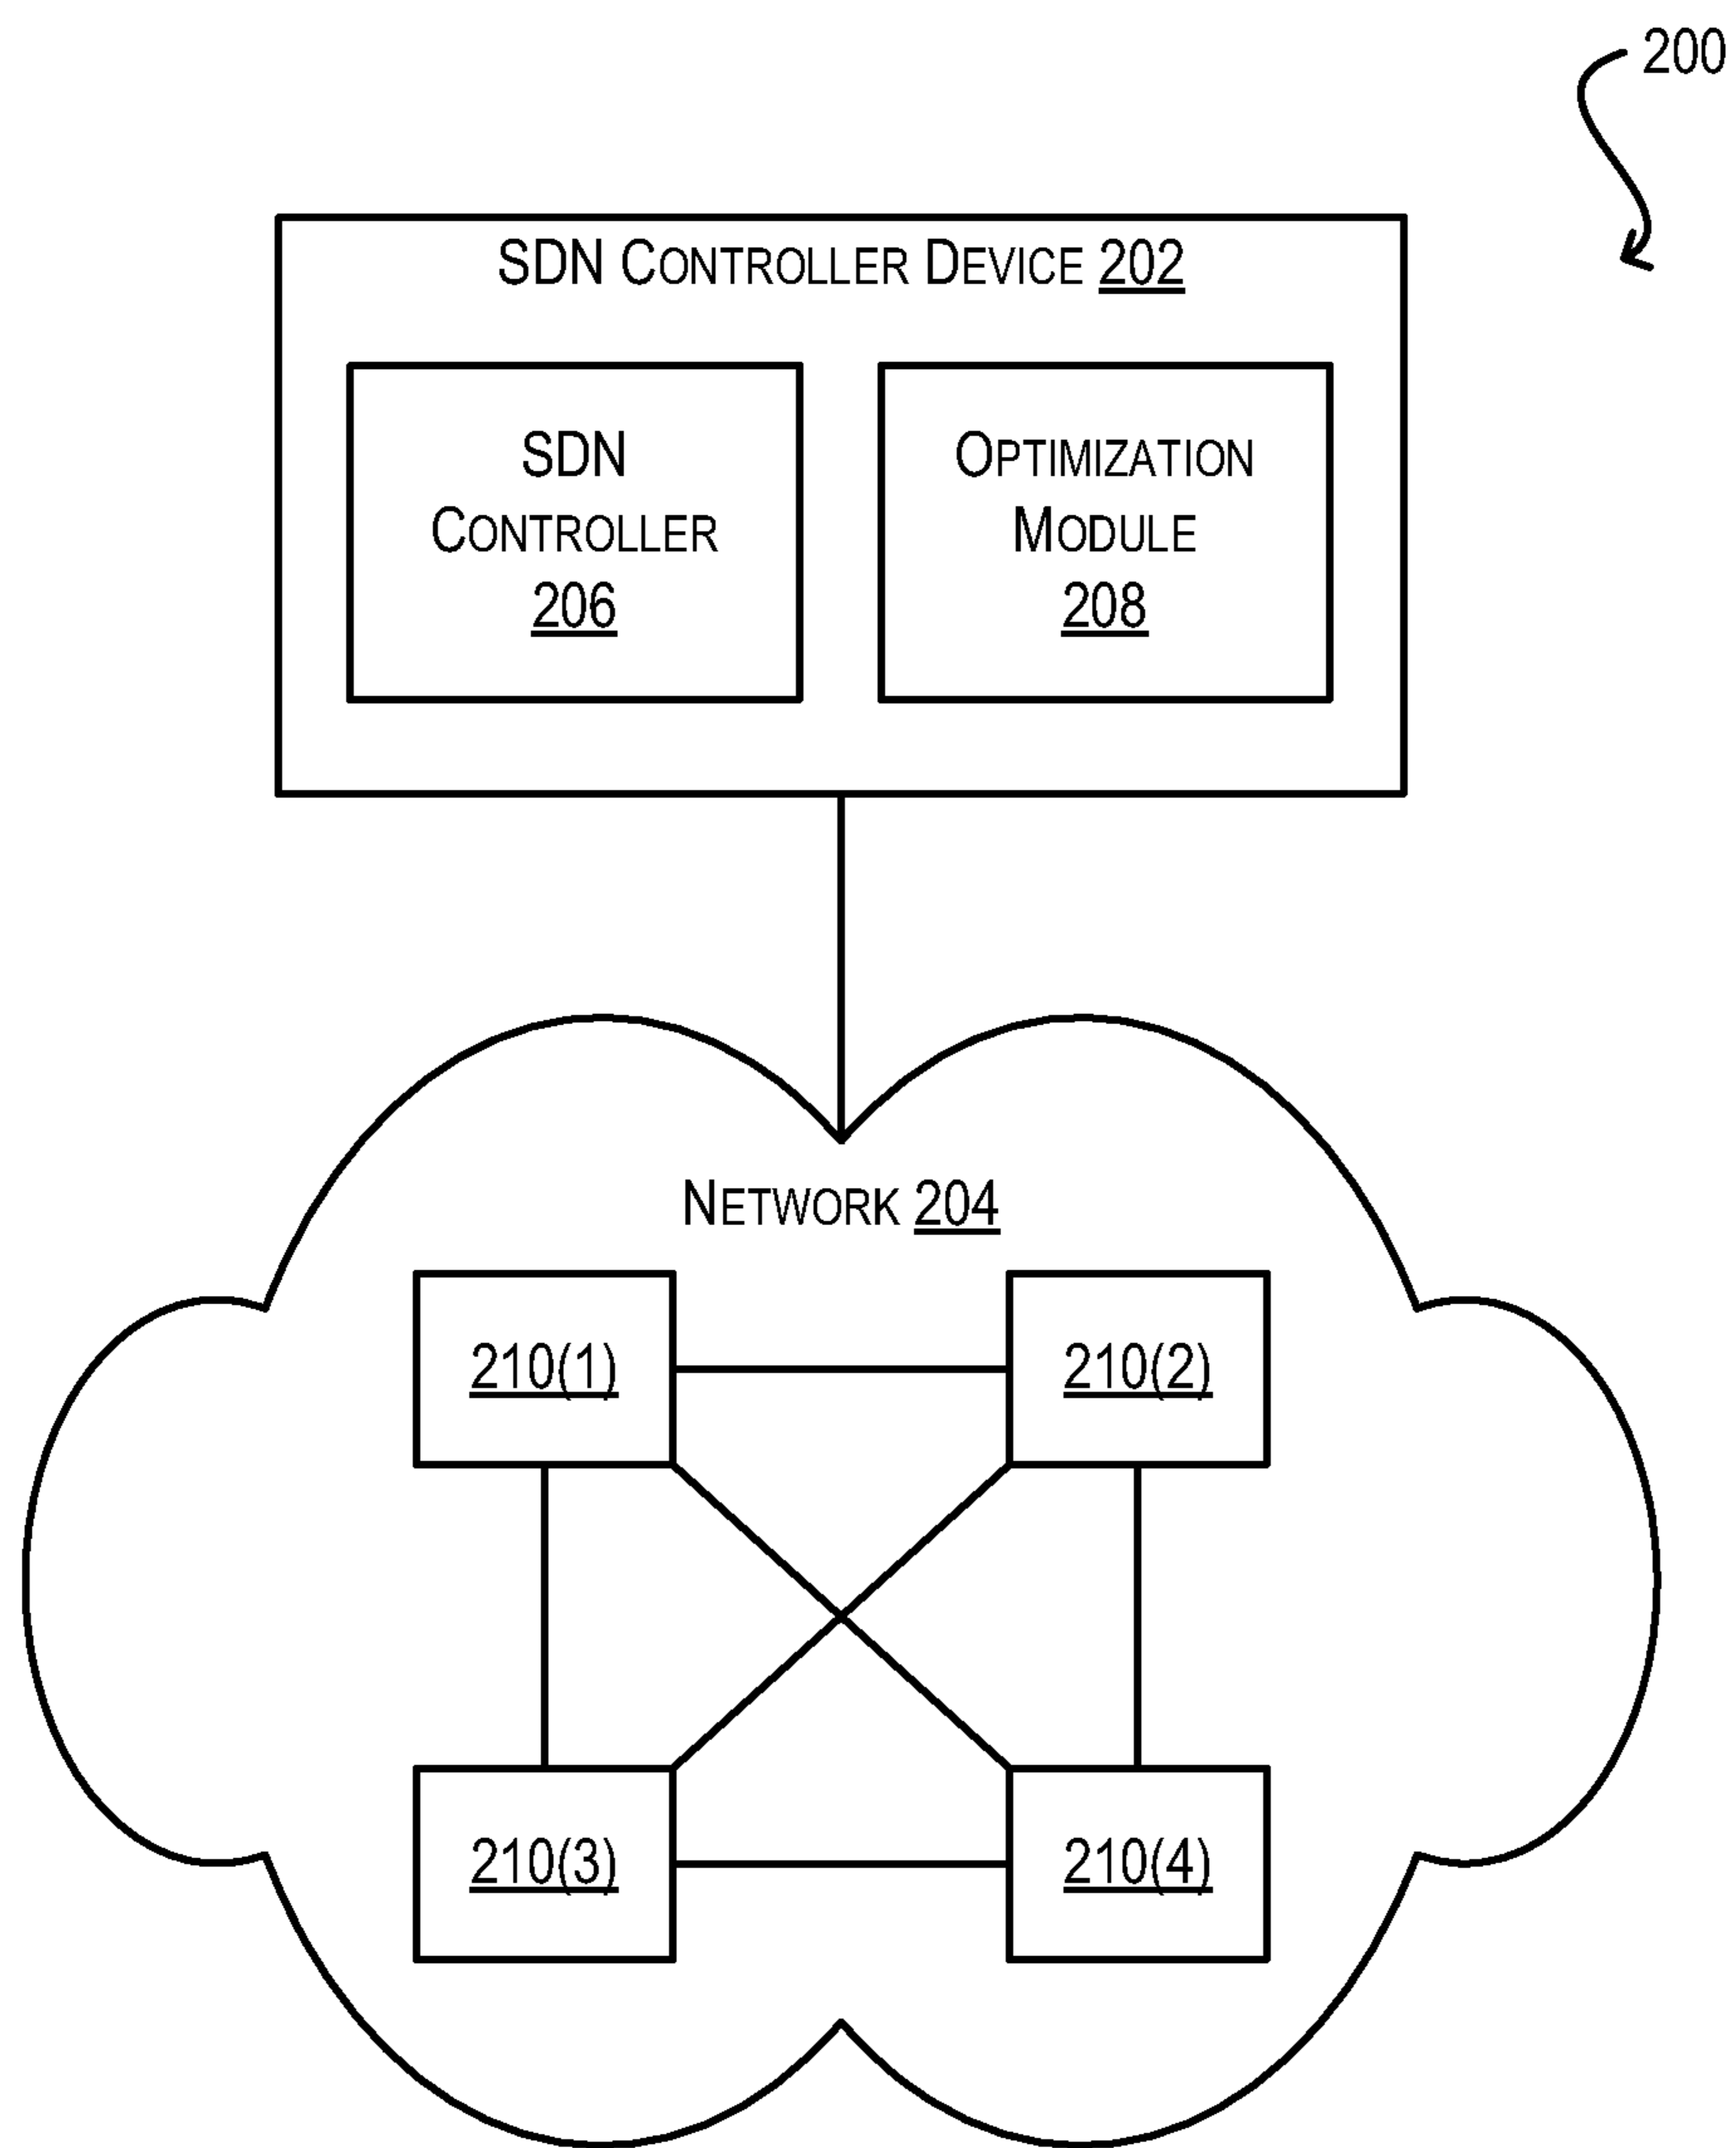 200
SDN CONTROLLER DEVICE 202
SDN
CONTROLLER
206
OPTIMIZATION
MODULE
208
NETWORK 204
210(1)
210(2)
210(3)
210(4)